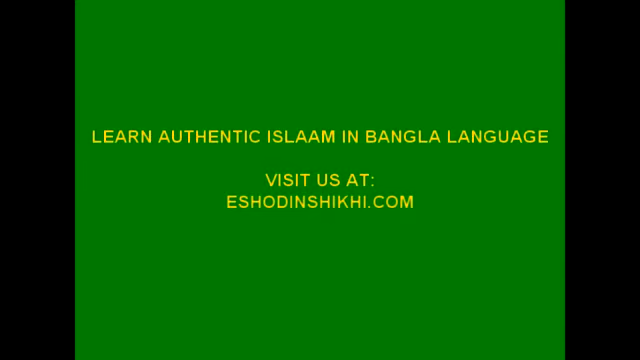 LEARN AUTHENTIC ISLAAM IN BANGLA LANGUAGE
VISIT US AT:
ESHODINSHIKHI.COM